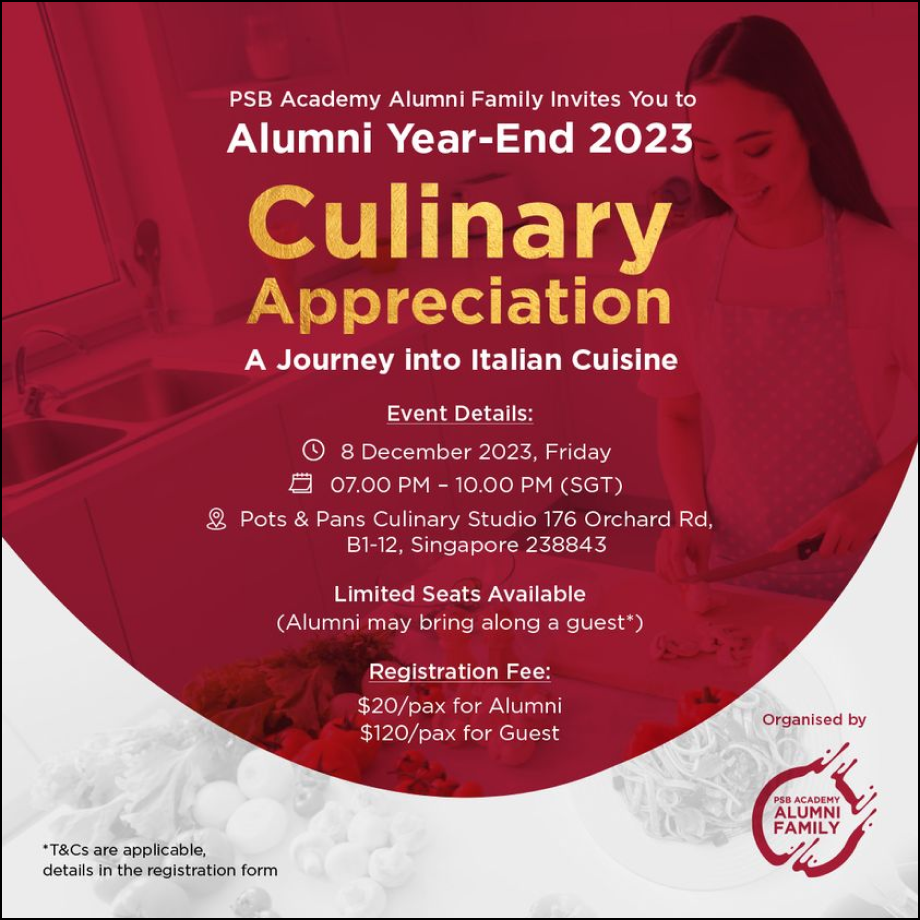 PSB Academy Alumni Family Invites You to
Alumni Year-End 2023
Culinary
Appreciation
A Journey into Italian Cuisine
Event Details:
8 December 2023, Friday
07.00 PM – 10.00 PM (SGT)
Pots & Pans Culinary Studio 176 Orchard Rd,
B1-12, Singapore 238843
Limited Seats Available
(Alumni may bring along a guest*)
Registration Fee:
$20/pax for Alumni
$120/pax for Guest
Organised by
PSB ACADEMY
ALUMNI
FAMILY
*T&Cs are applicable,
details in the registration form